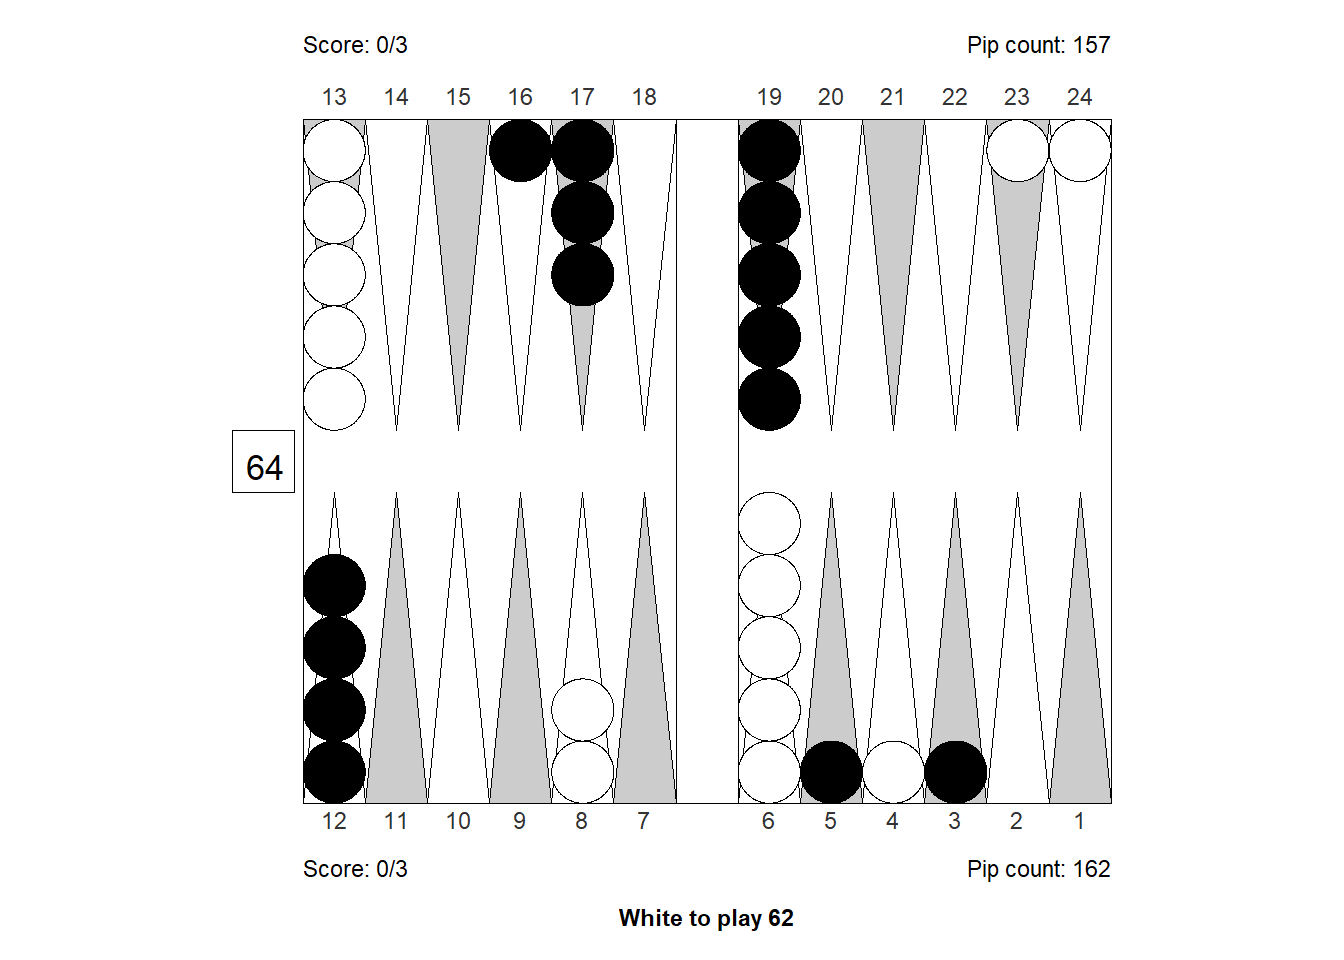 Score: 0/3 Pip count: 157
13 14 15 16 17 18 19 20 21 22 23 24
64
12 11 10 9 8 7 6 5 4 3 2 1
Score: 0/3 Pip count: 162
White to play 62